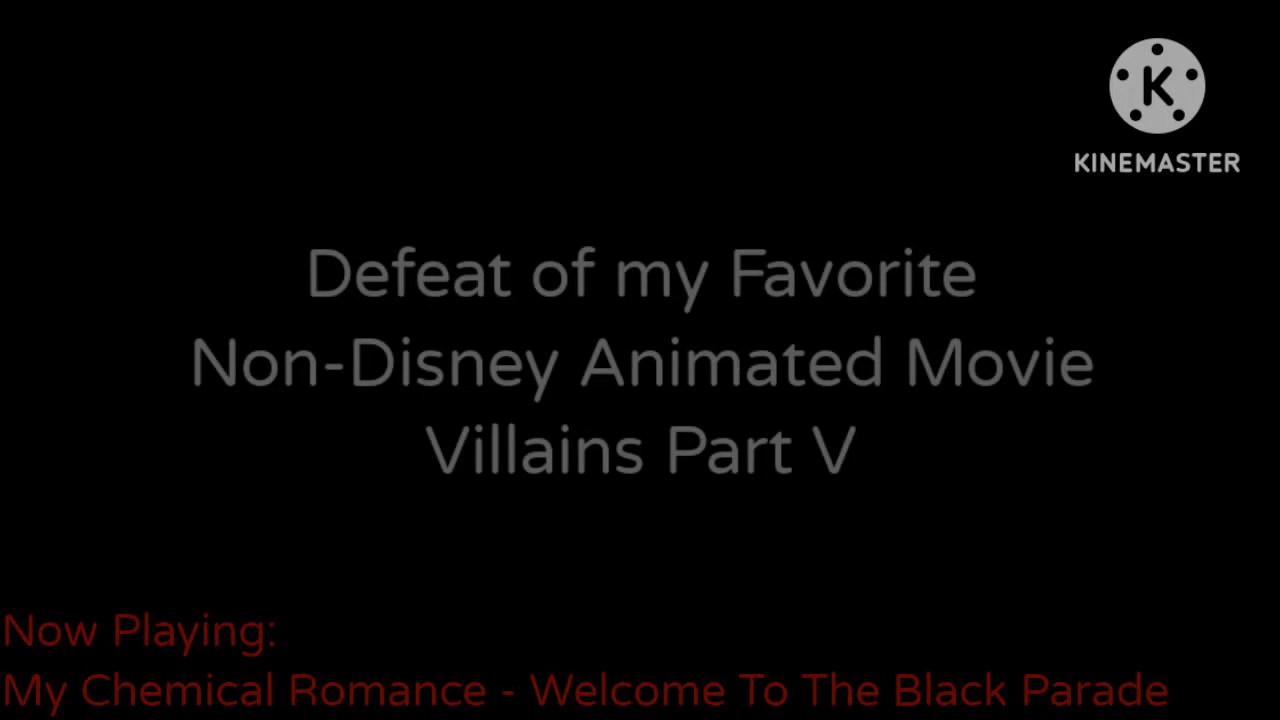 K
KINEMASTER
Defeat of my Favorite
Non-Disney Animated Movie
Villains Part V
Now Playing:
My Chemical Romance - Welcome To The Black Parade